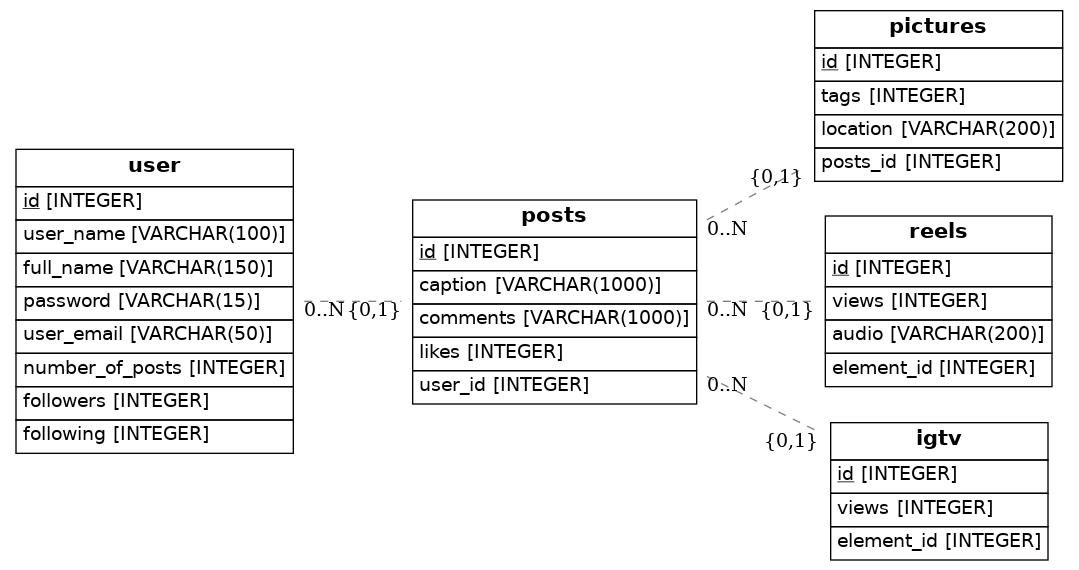 user
id [INTEGER]
user_name [VARCHAR(100)]
full_name [VARCHAR(150)]
password [VARCHAR(15)]
user_email [VARCHAR(50)]
number_of_posts [INTEGER]
followers [INTEGER]
following [INTEGER]
0..N {0,1}
posts
id [INTEGER]
caption [VARCHAR(1000)]
comments [VARCHAR(1000)]
likes [INTEGER]
user_id [INTEGER]
{0,1}
0..N
0..N {0,1}
0..N
{0,1}
pictures
id [INTEGER]
tags [INTEGER]
location [VARCHAR(200)]
posts_id [INTEGER]
reels
id [INTEGER]
views [INTEGER]
audio [VARCHAR(200)]
element_id [INTEGER]
igtv
id [INTEGER]
views [INTEGER]
element_id [INTEGER]